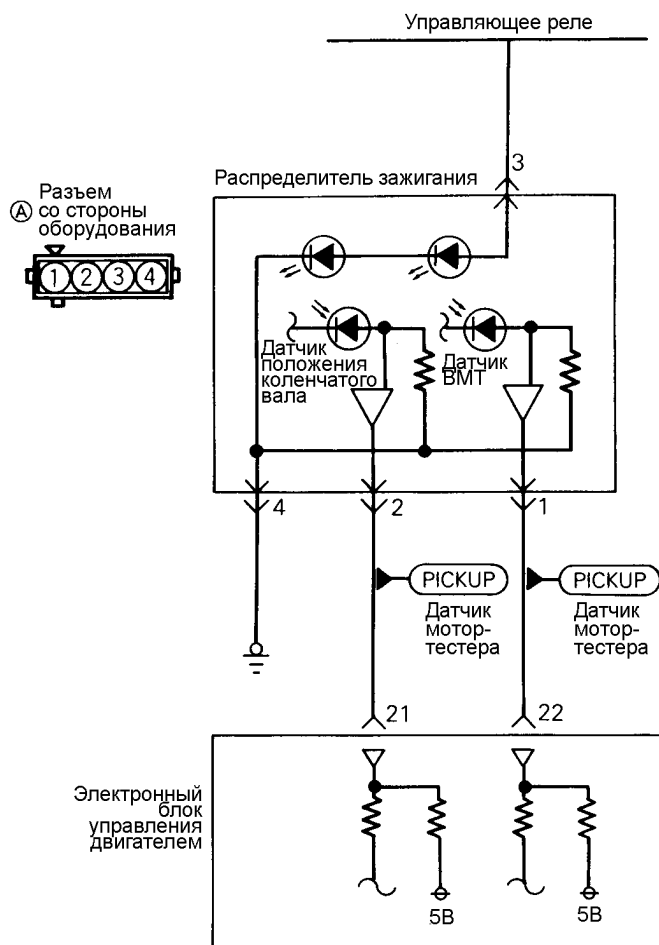 Управляющее реле
3
Распределитель зажигания
A Разъем
со стороны
оборудования
1 2 3 4
Датчик
положения
коленчатого
вала
Датчик
ВМТ
4
2
1
PICKUP
PICKUP
Датчик
мотор-
тестера
Датчик
мотор-
тестера
21
22
Электронный
блок
управления
двигателем
5В
5В